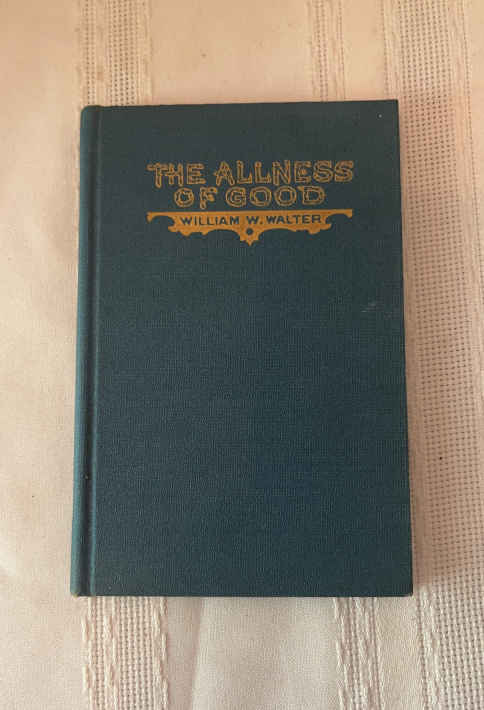 THE ALLNESS
OF GOOD
WILLIAM W. WALTER